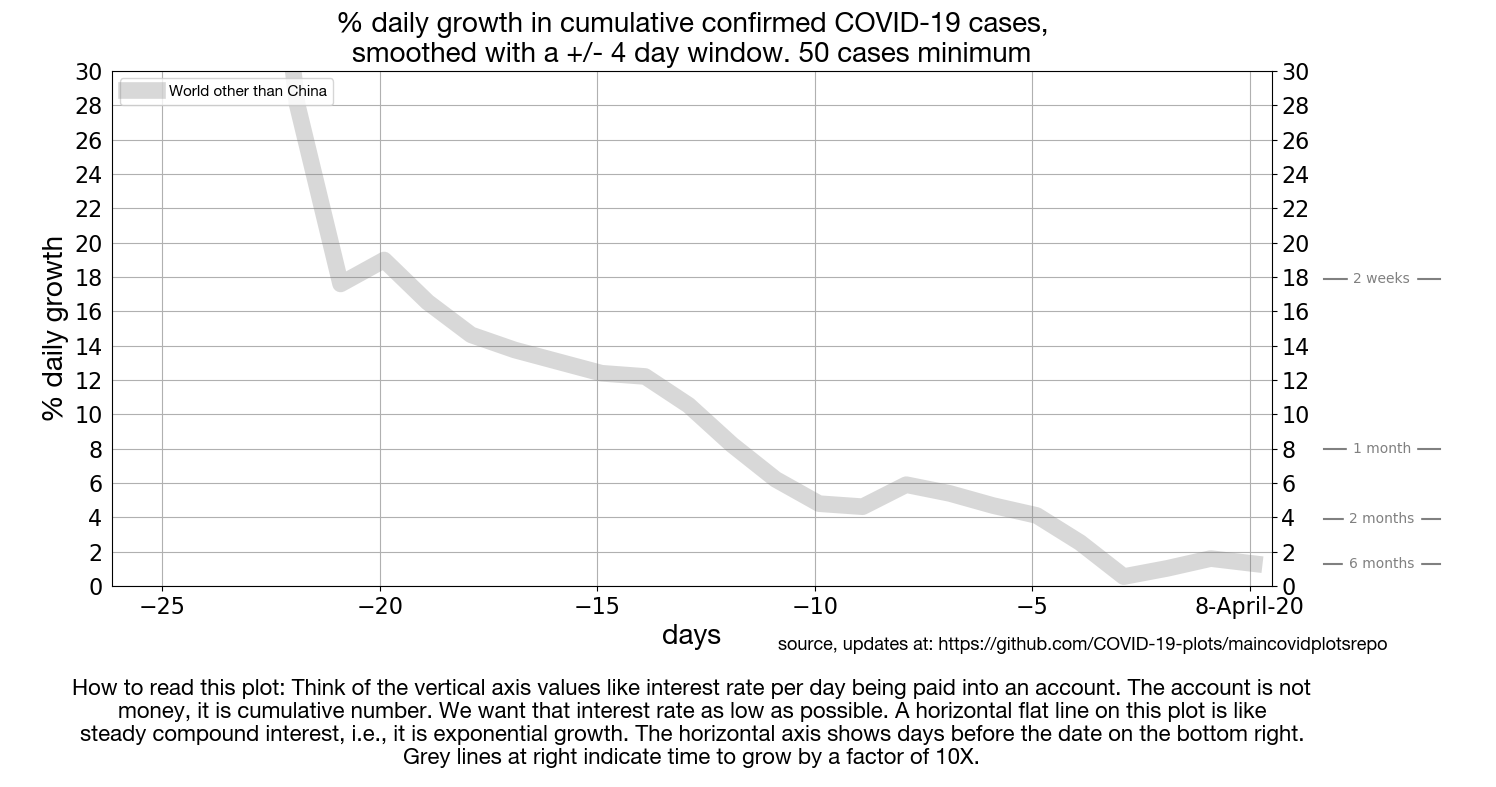 % daily growth in cumulative confirmed COVID-19 cases,
smoothed with a +/- 4 day window. 50 cases minimum
World other than China
% daily growth
30
28
26
24
22
20
18
16
14
12
10
8
6
4
2
0
30
28
26
24
22
20
18
16
14
12
10
8
6
4
2
0
2 weeks
1 month
2 months
6 months
−25 −20 −15 −10 −5 8-April-20
days
source, updates at: https://github.com/COVID-19-plots/maincovidplotsrepo
How to read this plot: Think of the vertical axis values like interest rate per day being paid into an account. The account is not
money, it is cumulative number. We want that interest rate as low as possible. A horizontal flat line on this plot is like
steady compound interest, i.e., it is exponential growth. The horizontal axis shows days before the date on the bottom right.
Grey lines at right indicate time to grow by a factor of 10X.